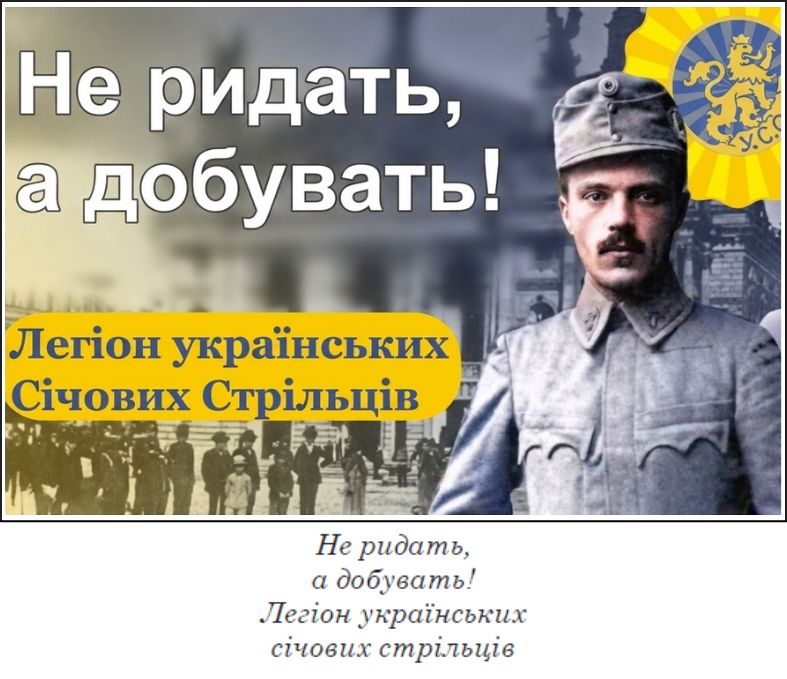 Не ридать,
а добувать!
У.С.С
Легіон українських
Січових Стрільців
Не ридать,
а добувать!
Легіон українських
січових стрільців